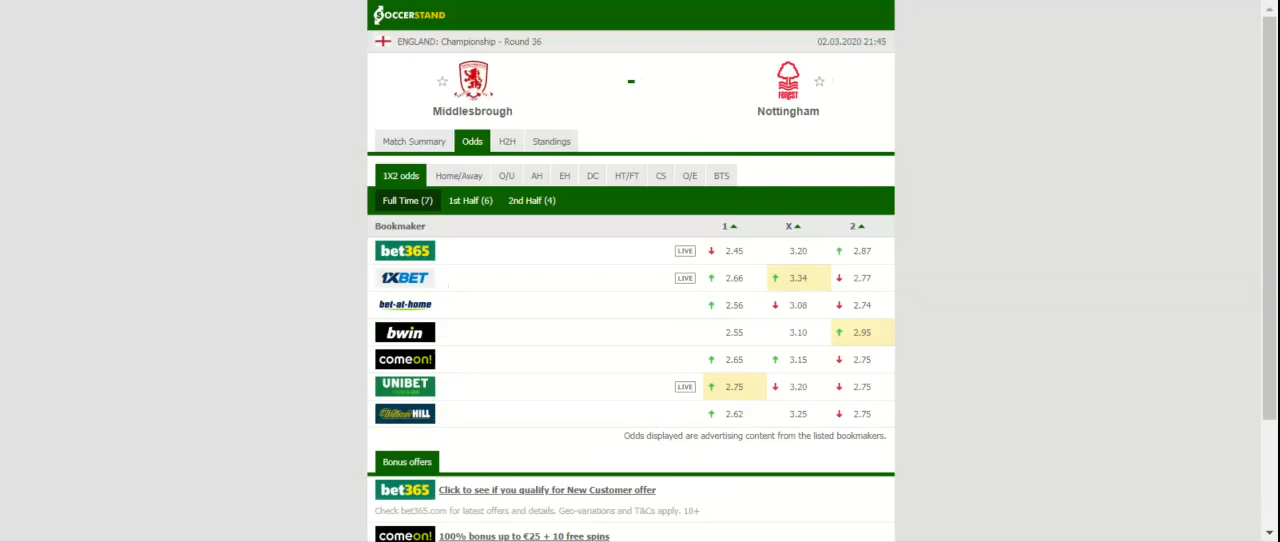 SOCCERSTAND
ENGLAND: Championship - Round 36 02.03.2020 21:45
FOREST
Middlesbrough - Nottingham
Match Summary Odds H2H Standings
1X2 odds Home/Away O/U AH EH DC HT/FT CS O/E BTS
Full Time (7) 1st Half (6) 2nd Half (4)
Bookmaker 1 X 2
bet365 LIVE 2.45 3.20 2.87
1XBET LIVE 2.66 3.34 2.77
bet-at-home 2.56 3.08 2.74
bwin 2.55 3.10 2.95
comeon! 2.65 3.15 2.75
UNIBET LIVE 2.75 3.20 2.75
William HILL 2.62 3.25 2.75
Odds displayed are advertising content from the listed bookmakers.
Bonus offers
bet365 Click to see if you qualify for New Customer offer
Check bet365.com for latest offers and details. Geo-variations and T&Cs apply. 18+
comeon! 100% bonus up to €25 + 10 free spins